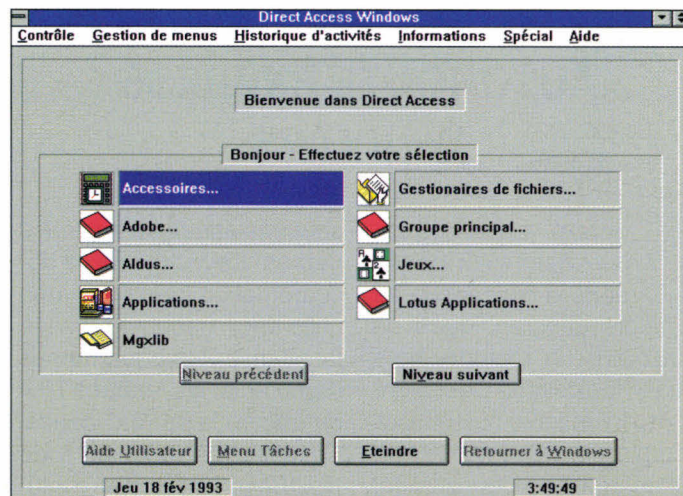 Direct Access Windows
Contrôle Gestion de menus Historique d'activités Informations Spécial Aide
Bienvenue dans Direct Access
Bonjour - Effectuez votre sélection
Accessoires...
Adobe...
Aldus...
Applications...
Mgxlib
Gestionaires de fichiers...
Groupe principal...
Jeux...
Lotus Applications...
Niveau précédent Niveau suivant
Aide Utilisateur Menu Tâches Eteindre Retourner à Windows
Jeu 18 fév 1993 3:49:49